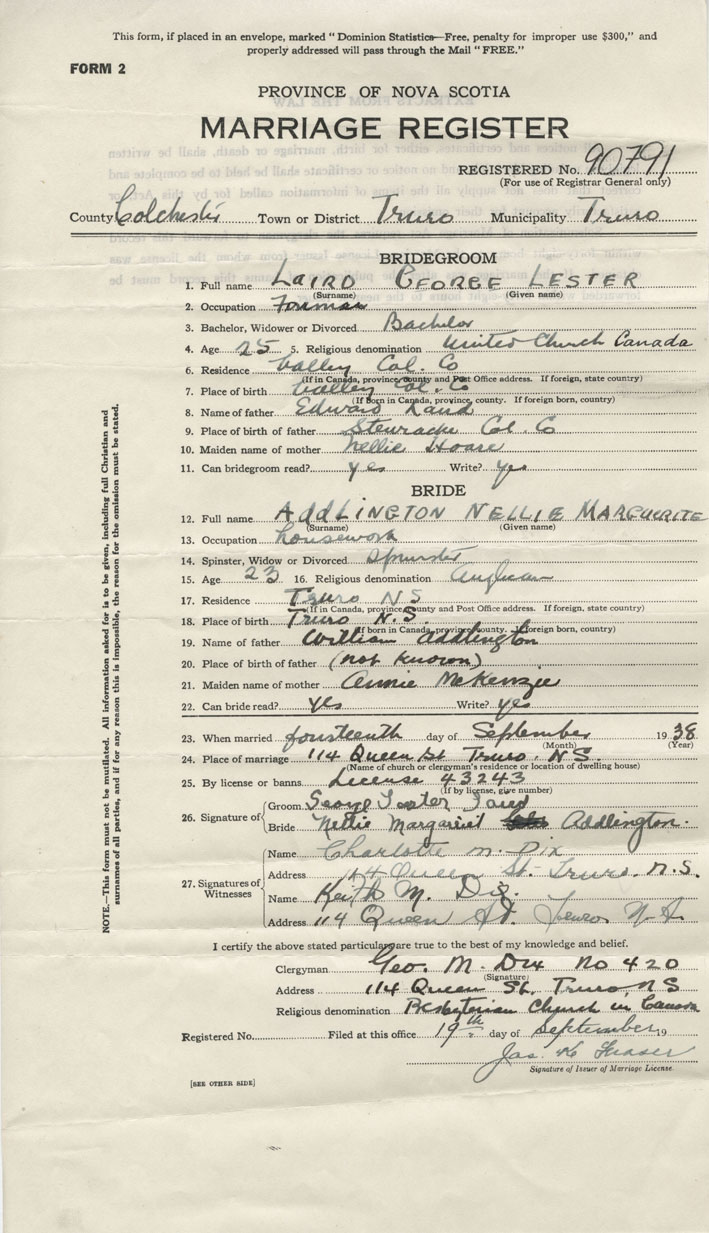 This form, if placed in an envelope, marked "Dominion Statistics—Free, penalty for improper use $300," and
properly addressed will pass through the Mail "FREE."
FORM 2
PROVINCE OF NOVA SCOTIA
MARRIAGE REGISTER
REGISTERED No. 90791
(For use of Registrar General only)
County Colchester Town or District Truro Municipality Truro
BRIDEGROOM
1. Full name LAIRD GEORGE LESTER
(Surname) (Given name)
2. Occupation
3. Bachelor, Widower or Divorced Bachelor
4. Age 25 5. Religious denomination United Church Canada
6. Residence Valley Col. Co
(If in Canada, province, county and Post Office address. If foreign, state country)
7. Place of birth Valley Col. Co
(If born in Canada, province, county. If foreign born, country)
8. Name of father Edward Laird
9. Place of birth of father Col Co
10. Maiden name of mother Nellie Hoare
11. Can bridegroom read? yes Write? yes
BRIDE
12. Full name ADDLINGTON NELLIE MARGUERITE
(Surname) (Given name)
13. Occupation housework
14. Spinster, Widow or Divorced Spinster
15. Age 23 16. Religious denomination Anglican
17. Residence Truro NS
(If in Canada, province, county and Post Office address. If foreign, state country)
18. Place of birth Truro N.S.
(If born in Canada, province, county. If foreign born, country)
19. Name of father William Addlington
20. Place of birth of father (not known)
21. Maiden name of mother Annie McKenzie
22. Can bride read? yes Write? yes
23. When married fourteenth day of September 19 38
(Month) (Year)
24. Place of marriage 114 Queen St Truro, N.S.
(Name of church or clergyman's residence or location of dwelling house)
25. By license or banns License 43243
(If by license, give number)
26. Signature of Groom George Lester Laird
Bride Nellie Margariet Addlington.
27. Signatures of Witnesses
Name Charlotte M. Dix
Address 114 Queen St. Truro. N.S.
Name Keith M. Dix.
Address 114 Queen St. Truro N.S.
I certify the above stated particulars are true to the best of my knowledge and belief.
Clergyman Geo. M. Dix No 420
(Signature)
Address 114 Queen St. Truro, NS
Religious denomination Presbyterian Church in Canada
Registered No. Filed at this office 19th day of September 19
Jas. K Fraser
Signature of Issuer of Marriage License.
[SEE OTHER SIDE]
NOTE.—This form must not be mutilated. All information asked for is to be given, including full Christian and
surnames of all parties, and if for any reason this is impossible, the reason for the omission must be stated.